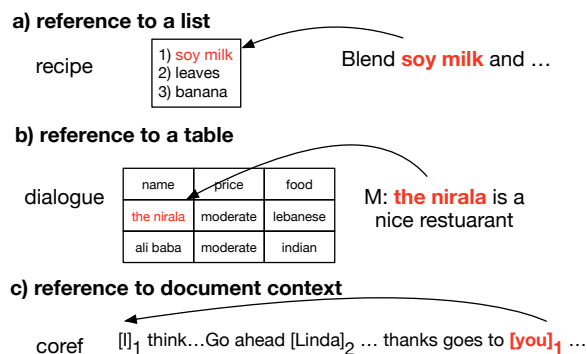 a) reference to a list
recipe
1) soy milk
2) leaves
3) banana
Blend soy milk and …
b) reference to a table
dialogue
name price food
the nirala moderate lebanese
ali baba moderate indian
M: the nirala is a
nice restuarant
c) reference to document context
coref
[I]1 think…Go ahead [Linda]2 … thanks goes to [you]1 …